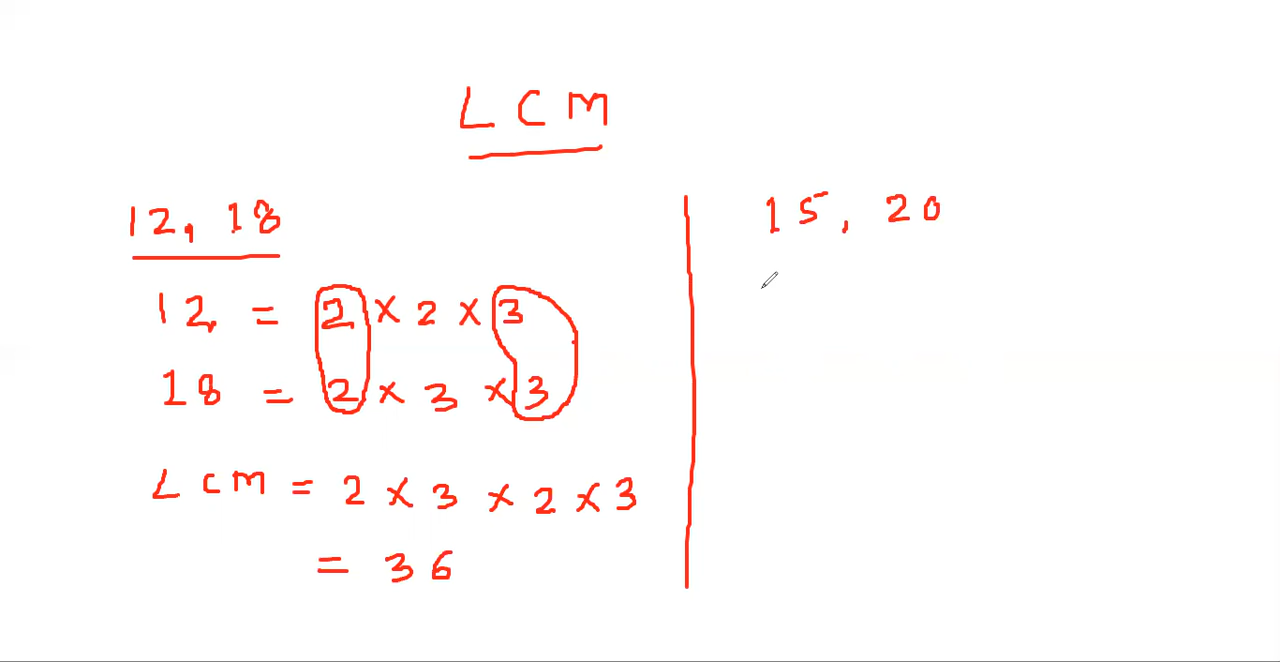 LCM
12, 18
12 = 2 × 2 × 3
18 = 2 × 3 × 3
LCM = 2 × 3 × 2 × 3
= 36
15, 20